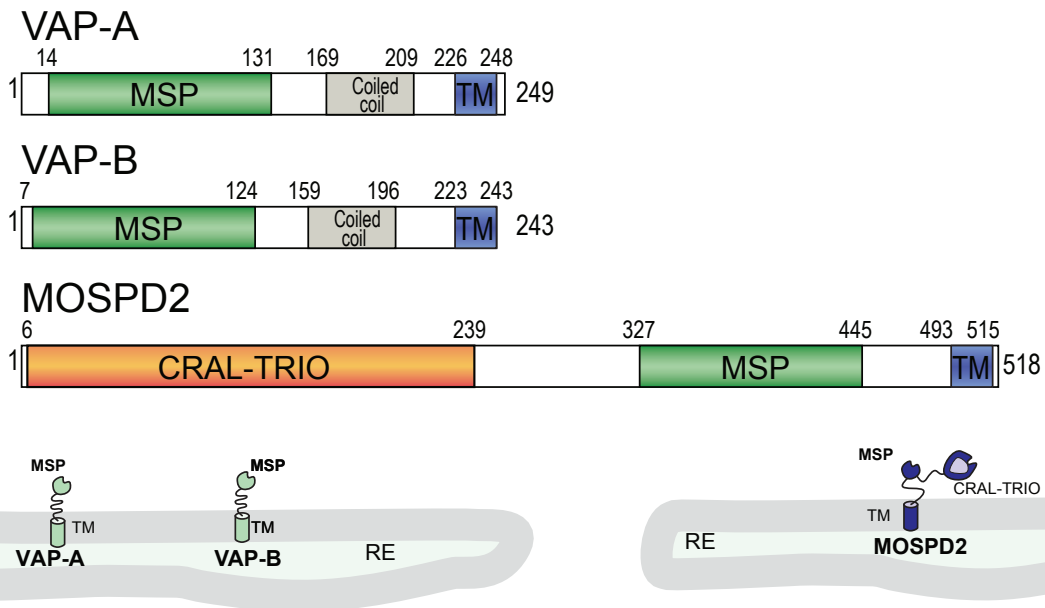 VAP-A
14 131 169 209 226 248
1 MSP Coiled coil TM 249
VAP-B
7 124 159 196 223 243
1 MSP Coiled coil TM 243
MOSPD2
6 239 327 445 493 515
1 CRAL-TRIO MSP TM 518
MSP MSP MSP
CRAL-TRIO
TM TM TM
VAP-A VAP-B RE RE MOSPD2